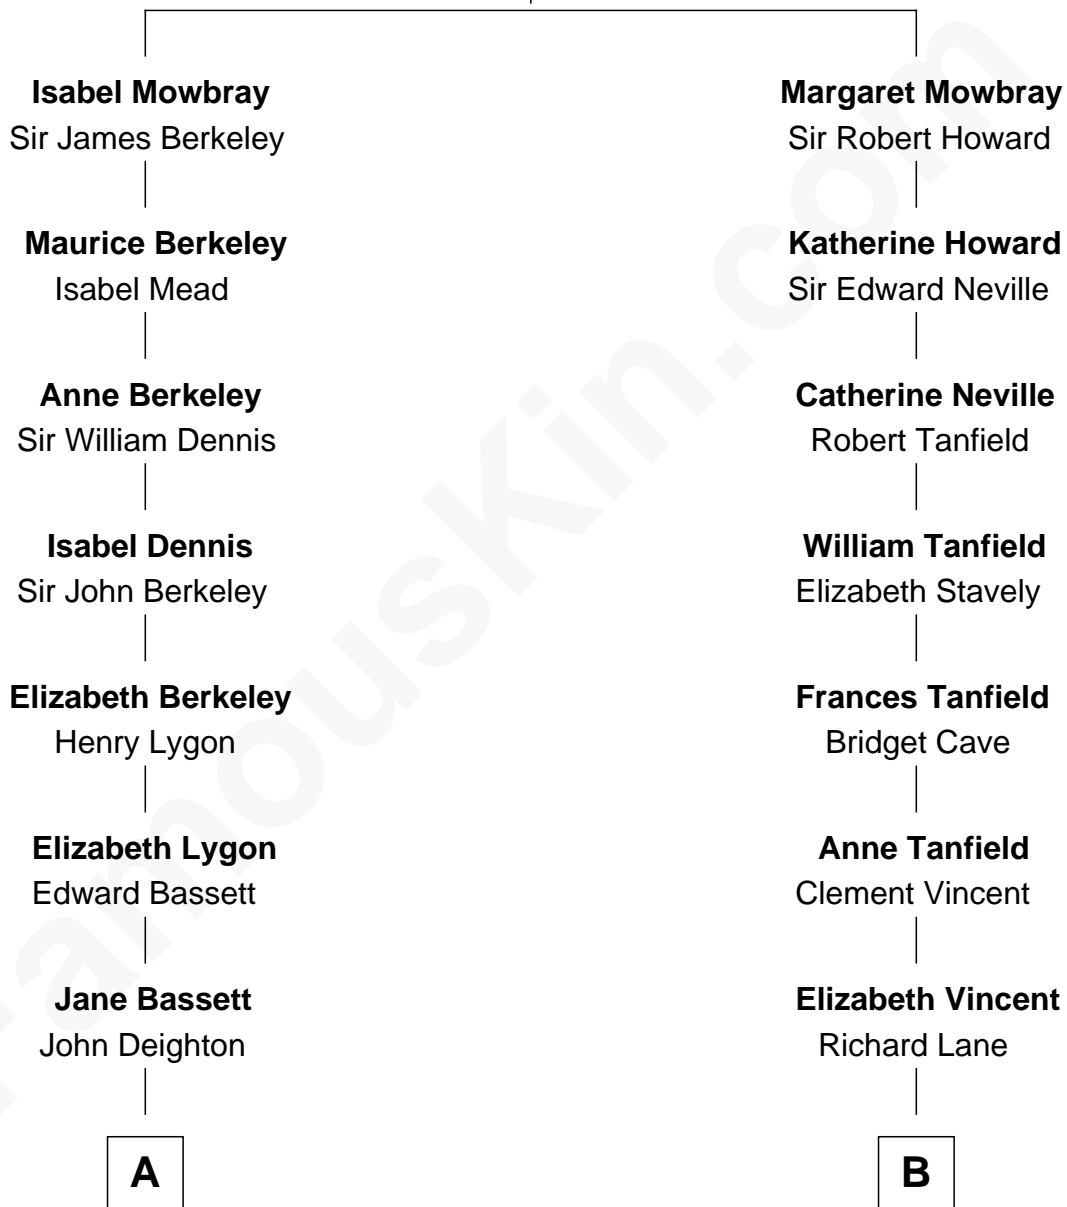 Isabel Mowbray
Sir James Berkeley
Maurice Berkeley
Isabel Mead
Anne Berkeley
Sir William Dennis
Isabel Dennis
Sir John Berkeley
Elizabeth Berkeley
Henry Lygon
Elizabeth Lygon
Edward Bassett
Jane Bassett
John Deighton
A
Margaret Mowbray
Sir Robert Howard
Katherine Howard
Sir Edward Neville
Catherine Neville
Robert Tanfield
William Tanfield
Elizabeth Stavely
Frances Tanfield
Bridget Cave
Anne Tanfield
Clement Vincent
Elizabeth Vincent
Richard Lane
B
FamousKin.com